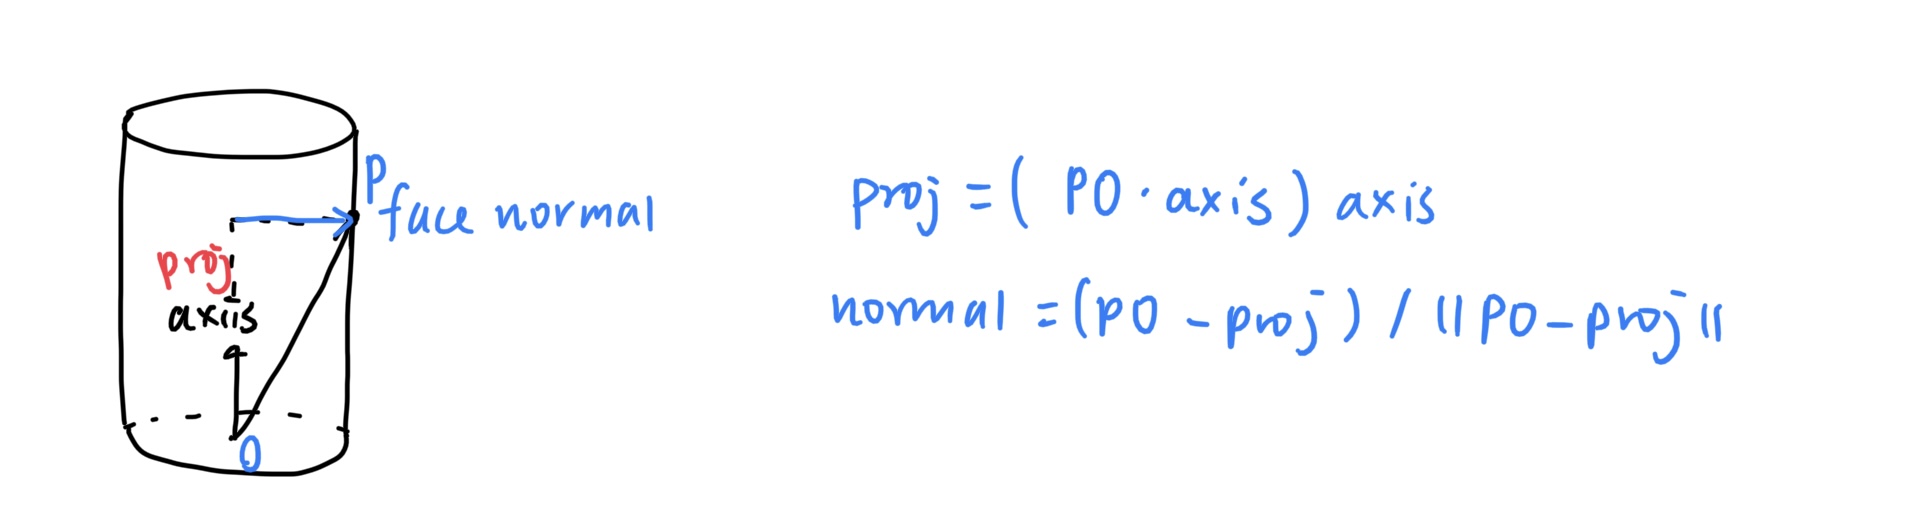 P
face normal
proj
axis
O
proj = ( PO · axis ) axis
normal = (PO - proj) / || PO - proj ||